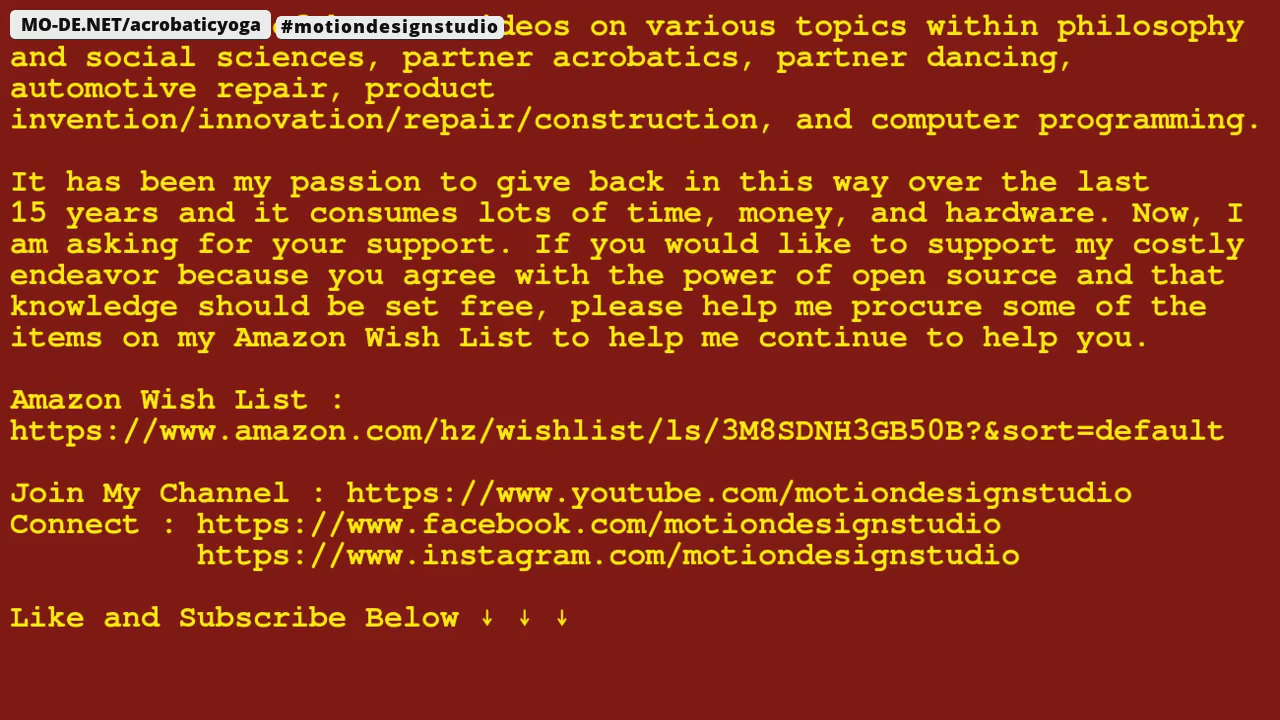 MO-DE.NET/acrobaticyoga #motiondesignstudio deos on various topics within philosophy
and social sciences, partner acrobatics, partner dancing,
automotive repair, product
invention/innovation/repair/construction, and computer programming.
It has been my passion to give back in this way over the last
15 years and it consumes lots of time, money, and hardware. Now, I
am asking for your support. If you would like to support my costly
endeavor because you agree with the power of open source and that
knowledge should be set free, please help me procure some of the
items on my Amazon Wish List to help me continue to help you.
Amazon Wish List :
https://www.amazon.com/hz/wishlist/ls/3M8SDNH3GB50B?&sort=default
Join My Channel : https://www.youtube.com/motiondesignstudio
Connect : https://www.facebook.com/motiondesignstudio
https://www.instagram.com/motiondesignstudio
Like and Subscribe Below ↓ ↓ ↓